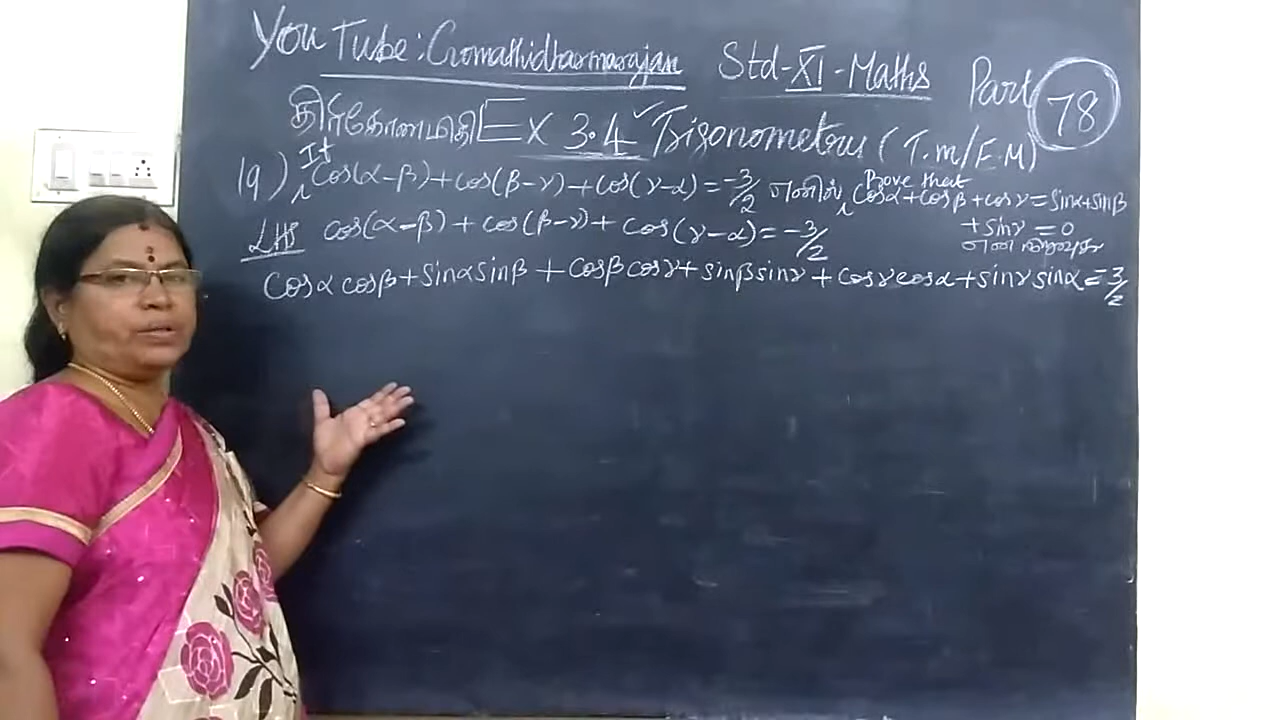 YouTube: Gomathidharmarajan Std-XI-Maths Part 78
திரிகோணமிதி Ex 3.4 Trigonometry (T.M/E.M)
19) If cos(α-β)+cos(β-γ)+cos(γ-α)=-3/2 எனில், Prove that cosα+cosβ+cosγ=sinα+sinβ
+sinγ=0
என நிறுவுக
LHS cos(α-β)+cos(β-γ)+cos(γ-α)=-3/2
cosα cosβ+sinα sinβ+cosβ cosγ+sinβ sinγ+cosγ cosα+sinγ sinα=3/2